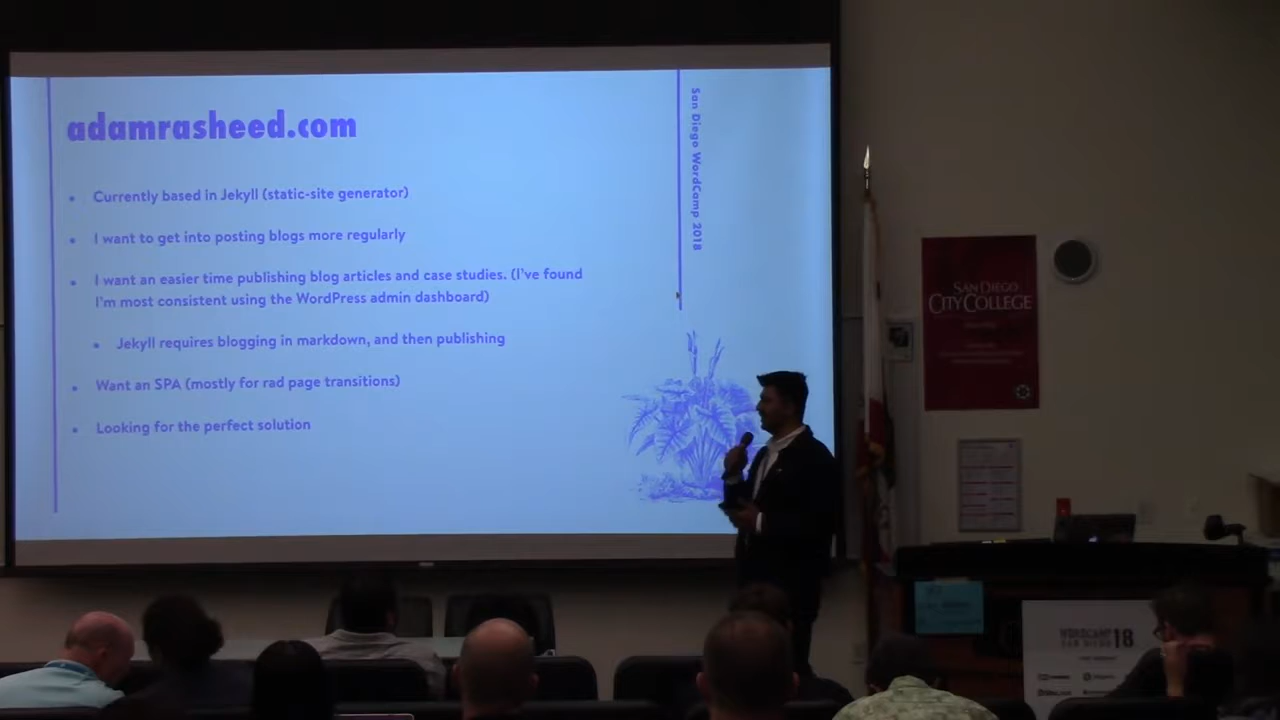 adamrasheed.com
Currently based in Jekyll (static-site generator)
I want to get into posting blogs more regularly
I want an easier time publishing blog articles and case studies. (I've found
I'm most consistent using the WordPress admin dashboard)
Jekyll requires blogging in markdown, and then publishing
Want an SPA (mostly for rad page transitions)
Looking for the perfect solution
San Diego WordCamp 2018
SAN DIEGO
CITY COLLEGE
WORDCAMP
SAN DIEGO 18